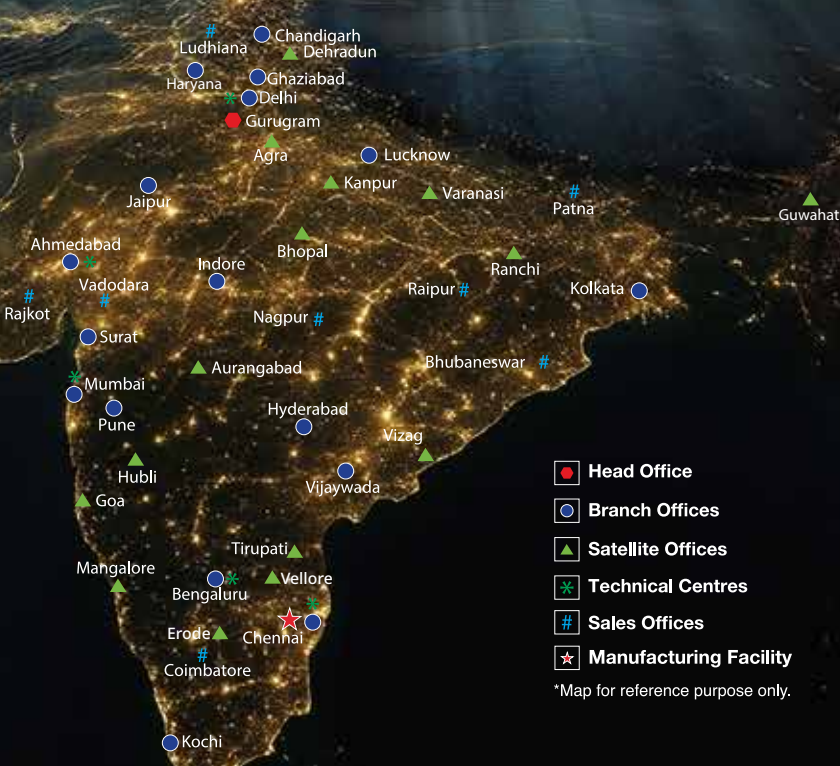 #
Chandigarh
Ludhiana
Dehradun
Haryana
Ghaziabad
Delhi
Gurugram
Agra
Lucknow
Kanpur
Varanasi
#
Patna
Guwahat
Jaipur
Ahmedabad
Bhopal
Indore
Ranchi
Vadodara
#
#
Rajkot
Raipur #
Kolkata
Nagpur #
Surat
Aurangabad
Bhubaneswar #
Mumbai
Pune
Hyderabad
Vizag
Hubli
Vijaywada
Goa
Tirupati
Mangalore
Vellore
Bengaluru
Erode
Chennai
#
Coimbatore
Kochi
Head Office
Branch Offices
Satellite Offices
Technical Centres
# Sales Offices
Manufacturing Facility
*Map for reference purpose only.